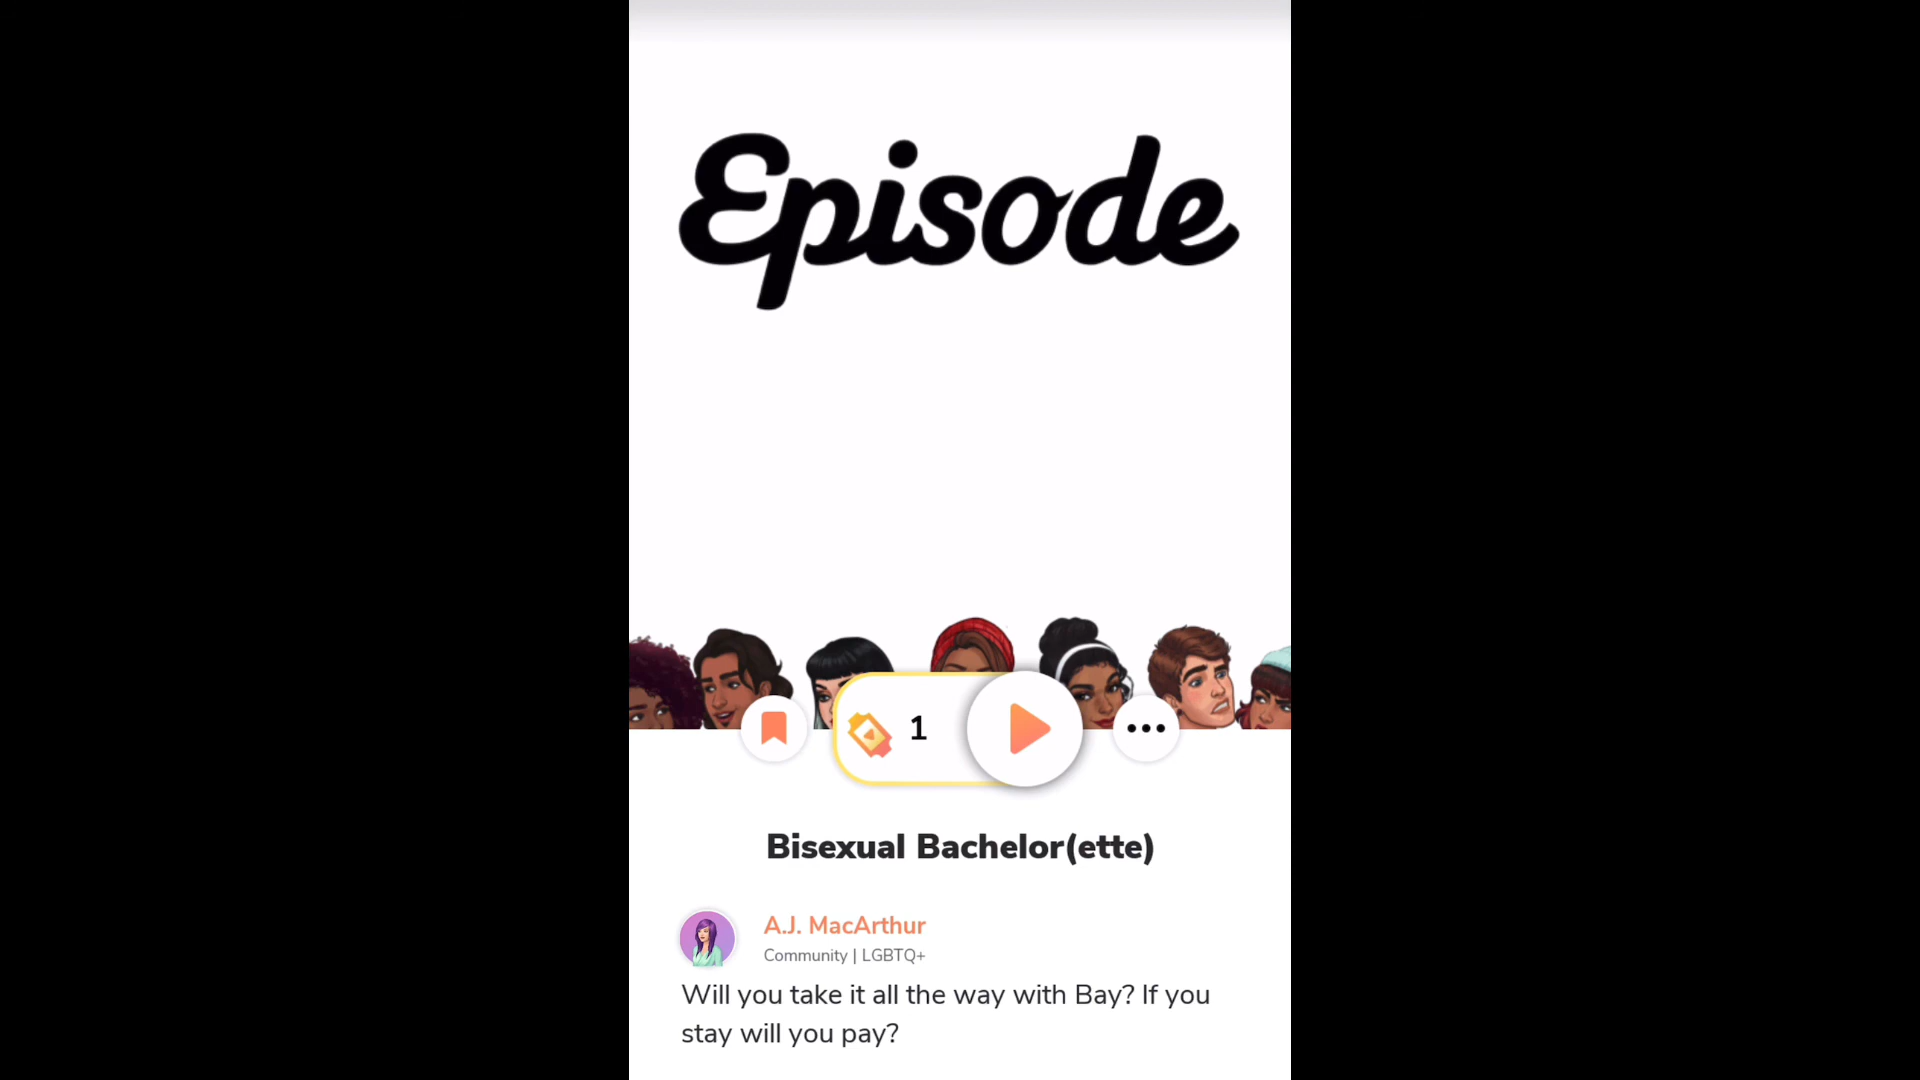 Episode
1
Bisexual Bachelor(ette)
A.J. MacArthur
Community | LGBTQ+
Will you take it all the way with Bay? If you
stay will you pay?